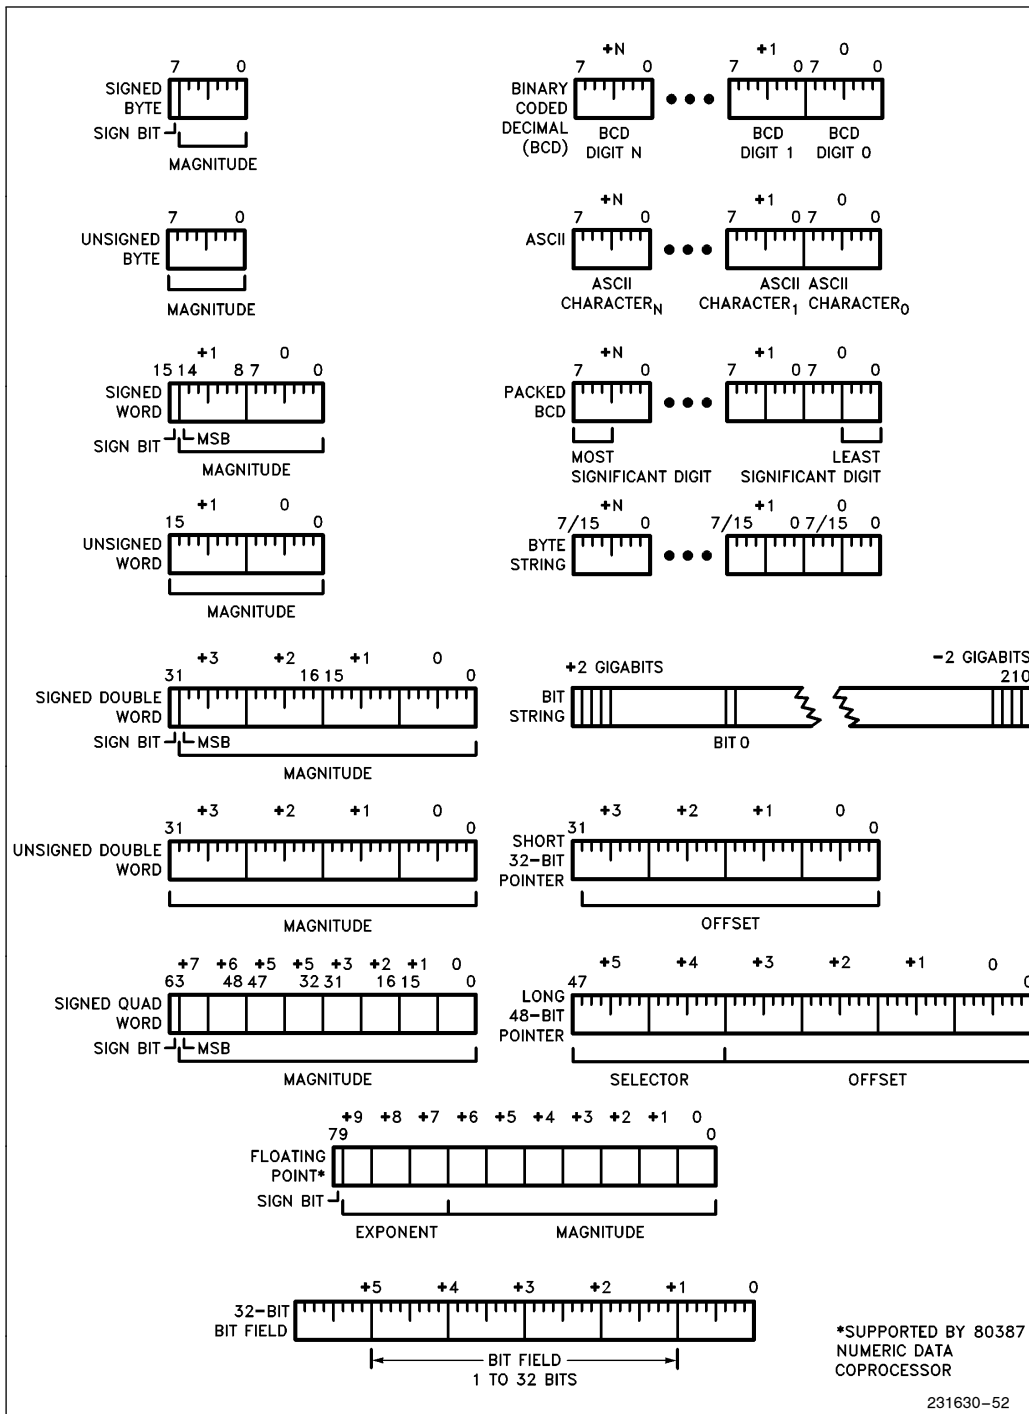 7 0
SIGNED
BYTE
SIGN BIT
MAGNITUDE
+N +1 0
7 0 7 0 7 0
BINARY
CODED
DECIMAL
(BCD)
BCD
DIGIT N
BCD
DIGIT 1
BCD
DIGIT 0
7 0
UNSIGNED
BYTE
MAGNITUDE
+N +1 0
7 0 7 0 7 0
ASCII
ASCII
CHARACTERN
ASCII
CHARACTER1
ASCII
CHARACTER0
+1 0
15 14 8 7 0
SIGNED
WORD
SIGN BIT
MSB
MAGNITUDE
+N +1 0
7 0 7 0 7 0
PACKED
BCD
MOST
SIGNIFICANT DIGIT
LEAST
SIGNIFICANT DIGIT
+1 0
15 0
UNSIGNED
WORD
MAGNITUDE
+N +1 0
7/15 0 7/15 0 7/15 0
BYTE
STRING
+3 +2 +1 0
31 16 15 0
SIGNED DOUBLE
WORD
SIGN BIT
MSB
MAGNITUDE
+2 GIGABITS -2 GIGABITS
210
BIT
STRING
BIT 0
+3 +2 +1 0
31 0
UNSIGNED DOUBLE
WORD
MAGNITUDE
+3 +2 +1 0
31 0
SHORT
32-BIT
POINTER
OFFSET
+7 +6 +5 +5 +3 +2 +1 0
63 48 47 32 31 16 15 0
SIGNED QUAD
WORD
SIGN BIT
MSB
MAGNITUDE
+5 +4 +3 +2 +1 0
47 0
LONG
48-BIT
POINTER
SELECTOR OFFSET
+9 +8 +7 +6 +5 +4 +3 +2 +1 0
79 0
FLOATING
POINT*
SIGN BIT
EXPONENT MAGNITUDE
+5 +4 +3 +2 +1 0
32-BIT
BIT FIELD
BIT FIELD
1 TO 32 BITS
*SUPPORTED BY 80387
NUMERIC DATA
COPROCESSOR
231630-52